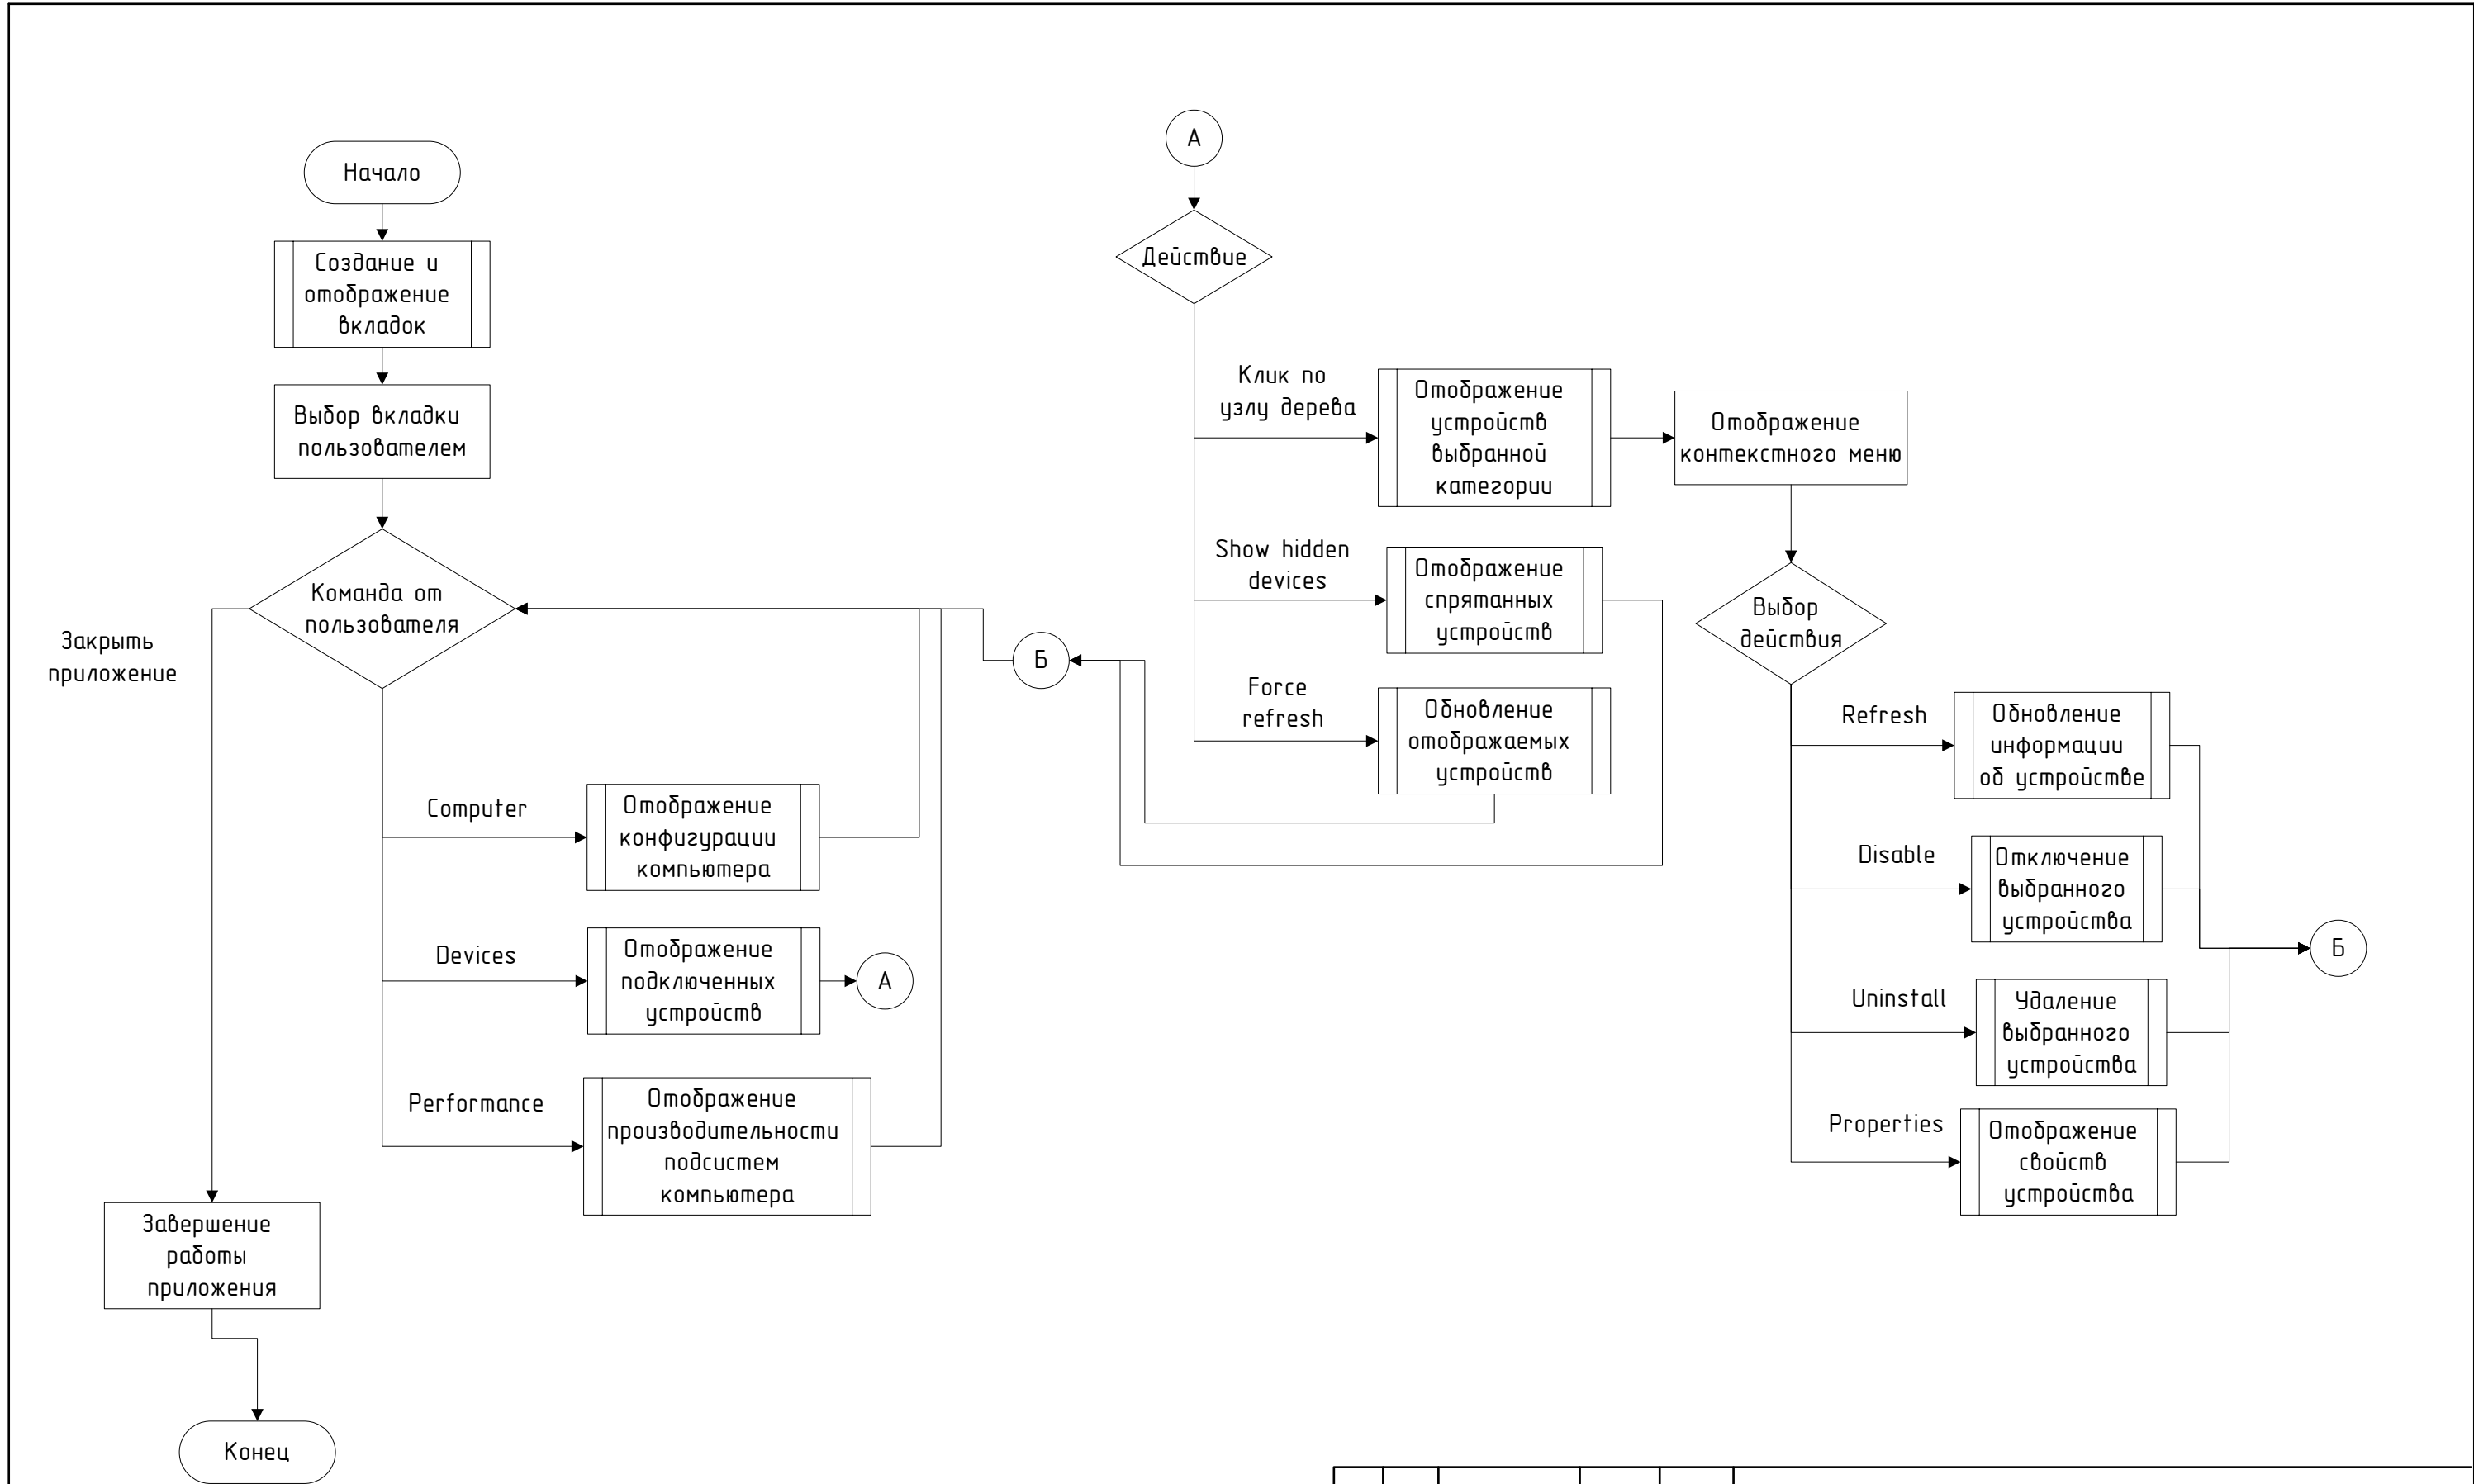 Начало
Создание и
отображение
вкладок
Выбор вкладки
пользователем
Команда от
пользователя
Закрыть
приложение
Computer
Отображение
конфигурации
компьютера
Devices
Отображение
подключенных
устройств
А
Performance
Отображение
производительности
подсистем
компьютера
Завершение
работы
приложения
Конец
А
Действие
Клик по
узлу дерева
Отображение
устройств
выбранной
категории
Отображение
контекстного меню
Show hidden
devices
Отображение
спрятанных
устройств
Force
refresh
Обновление
отображаемых
устройств
Б
Выбор
действия
Refresh
Обновление
информации
об устройстве
Disable
Отключение
выбранного
устройства
Uninstall
Удаление
выбранного
устройства
Properties
Отображение
свойств
устройства
Б